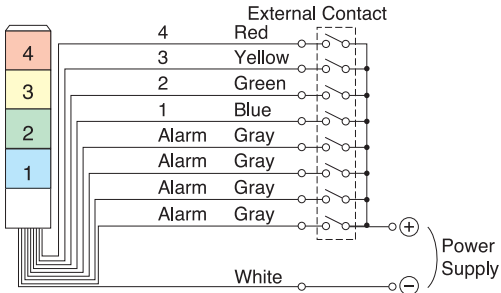 External Contact
4 Red
3 Yellow
2 Green
1 Blue
Alarm Gray
Alarm Gray
Alarm Gray
Alarm Gray
White
4
3
2
1
+
−
Power
Supply